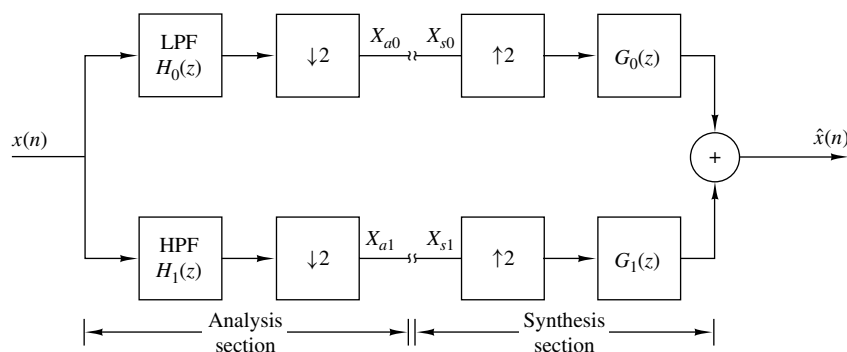 LPF
H₀(z)
↓2
Xₐ₀
Xₛ₀
↑2
G₀(z)
x(n)
+
x̂(n)
HPF
H₁(z)
↓2
Xₐ₁
Xₛ₁
↑2
G₁(z)
Analysis
section
Synthesis
section